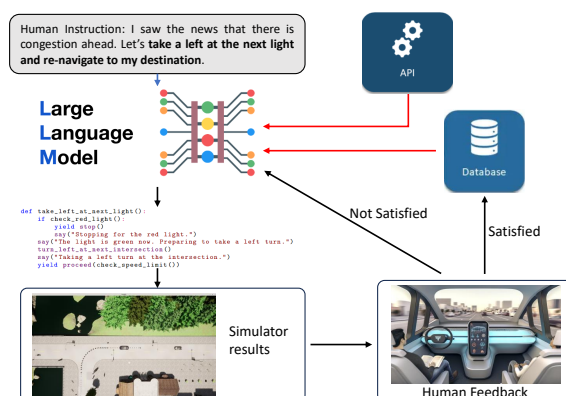 Human Instruction: I saw the news that there is
congestion ahead. Let's take a left at the next light
and re-navigate to my destination.
API
Large
Language
Model
Database
def take_left_at_next_light():
if check_red_light():
yield stop()
say("Stopping for the red light.")
say("The light is green now. Preparing to take a left turn.")
turn_left_at_next_intersection()
say("Taking a left turn at the intersection.")
yield proceed(check_speed_limit())
Not Satisfied
Satisfied
Simulator
results
Human Feedback